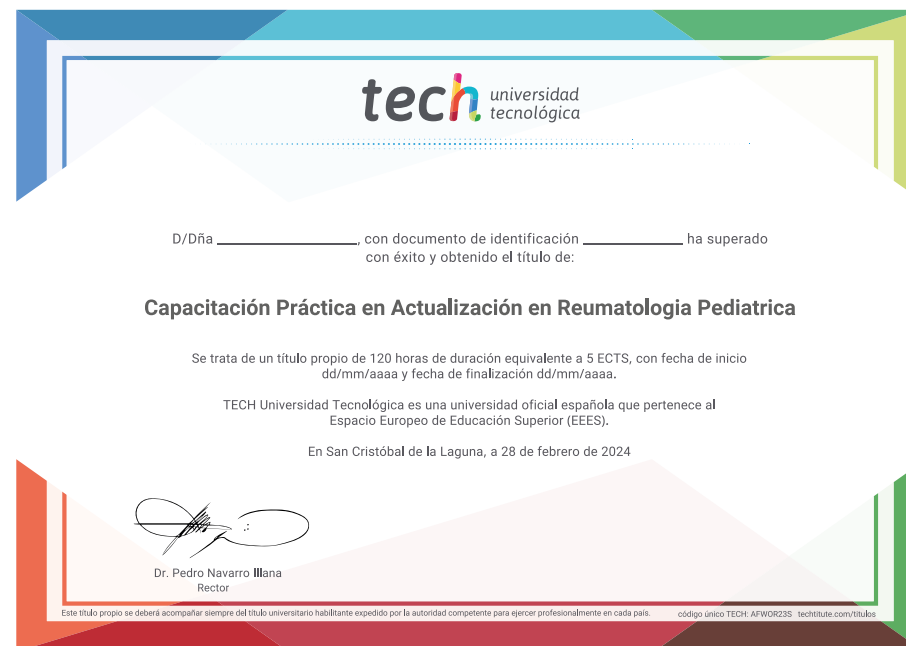 tech universidad
tecnológica
D/Dña ________________, con documento de identificación ____________ ha superado
con éxito y obtenido el título de:
Capacitación Práctica en Actualización en Reumatologia Pediatrica
Se trata de un título propio de 120 horas de duración equivalente a 5 ECTS, con fecha de inicio
dd/mm/aaaa y fecha de finalización dd/mm/aaaa.
TECH Universidad Tecnológica es una universidad oficial española que pertenece al
Espacio Europeo de Educación Superior (EEES).
En San Cristóbal de la Laguna, a 28 de febrero de 2024
Dr. Pedro Navarro Illana
Rector
Este título propio se deberá acompañar siempre del título universitario habilitante expedido por la autoridad competente para ejercer profesionalmente en cada país.
código único TECH: AFWOR23S techtitute.com/titulos